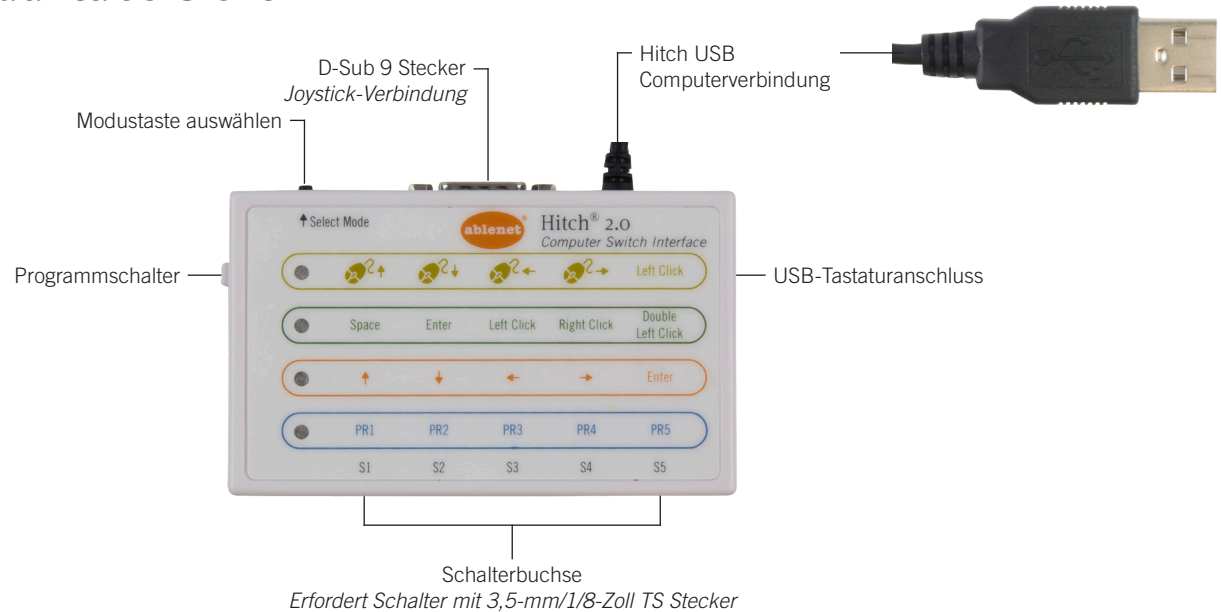 Hitch USB
Computerverbindung
D-Sub 9 Stecker
Joystick-Verbindung
Modustaste auswählen
Select Mode
ablenet®
Hitch® 2.0
Computer Switch Interface
Programmschalter
USB-Tastaturanschluss
Left Click
Space Enter Left Click Right Click Double
Left Click
Enter
PR1 PR2 PR3 PR4 PR5
S1 S2 S3 S4 S5
Schalterbuchse
Erfordert Schalter mit 3,5-mm/1/8-Zoll TS Stecker